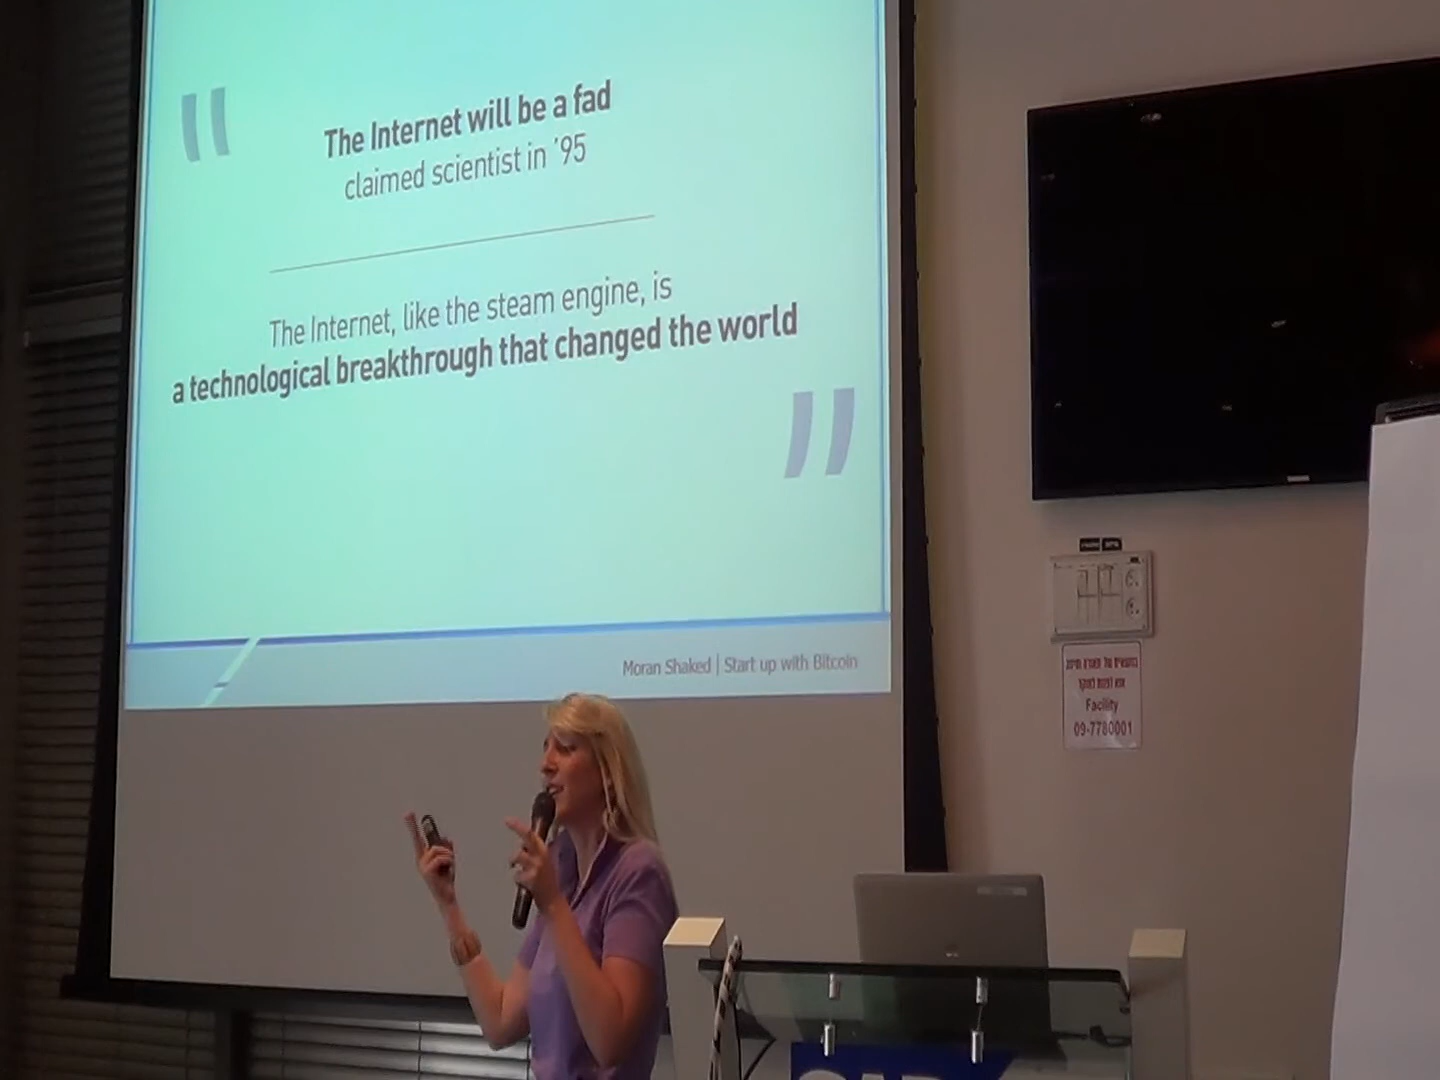 The Internet will be a fad
claimed scientist in '95
The Internet, like the steam engine, is
a technological breakthrough that changed the world
Moran Shaked | Start up with Bitcoin
Facility
09-7780001